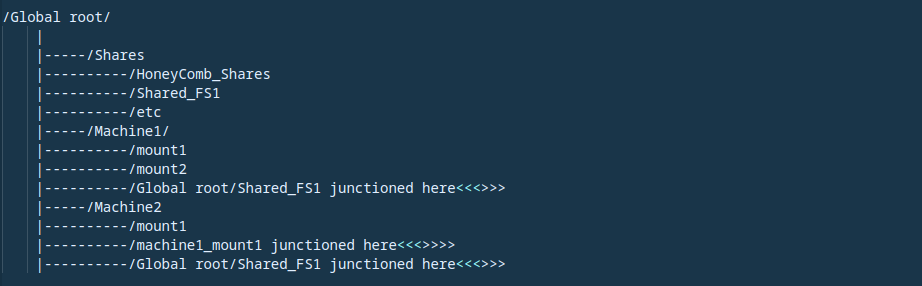 /Global root/
|
|-----/Shares
|----------/HoneyComb_Shares
|----------/Shared_FS1
|----------/etc
|-----/Machine1/
|----------/mount1
|----------/mount2
|----------/Global root/Shared_FS1 junctioned here<<<>>>
|-----/Machine2
|----------/mount1
|----------/machine1_mount1 junctioned here<<<>>>>
|----------/Global root/Shared_FS1 junctioned here<<<>>>